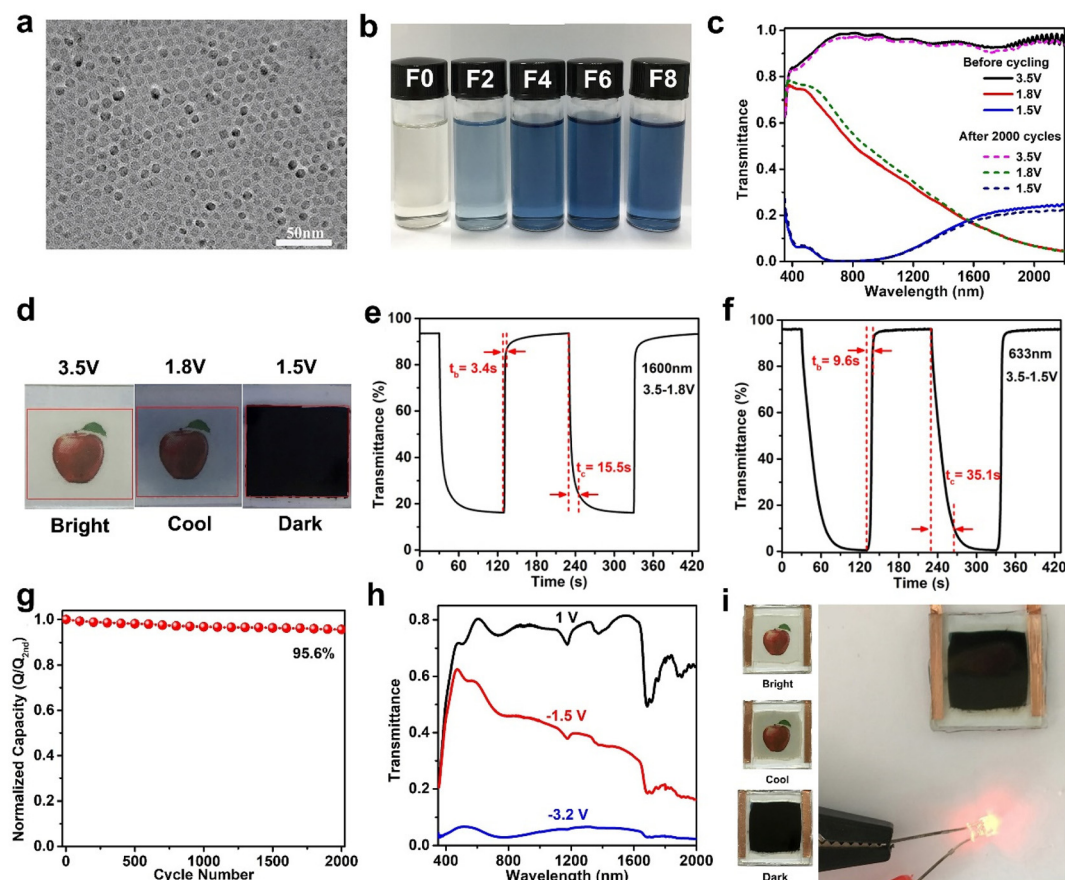 a
50nm
b
F0 F2 F4 F6 F8
c
Transmittance
1.0
0.8
0.6
0.4
0.2
0.0
Before cycling
3.5V
1.8V
1.5V
After 2000 cycles
3.5V
1.8V
1.5V
400 800 1200 1600 2000
Wavelength (nm)
d
3.5V 1.8V 1.5V
Bright Cool Dark
e
Transmittance (%)
100
80
60
40
20
0
tb= 3.4s
1600nm
3.5-1.8V
tc= 15.5s
0 60 120 180 240 300 360 420
Time (s)
f
Transmittance (%)
100
80
60
40
20
0
tb= 9.6s
633nm
3.5-1.5V
tc= 35.1s
0 60 120 180 240 300 360 420
Time (s)
g
Normalized Capacity (Q/Q2nd)
1.0
0.8
0.6
0.4
0.2
0.0
95.6%
0 500 1000 1500 2000
Cycle Number
h
Transmittance
0.8
0.6
0.4
0.2
0.0
1 V
-1.5 V
-3.2 V
400 800 1200 1600 2000
Wavelength (nm)
i
Bright
Cool
Dark